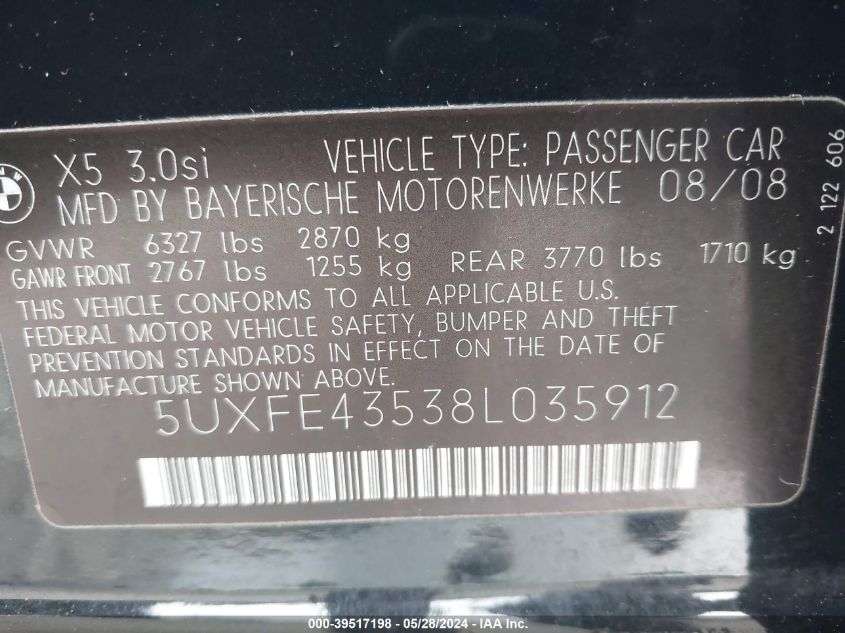 X5 3.0si VEHICLE TYPE: PASSENGER CAR
MFD BY BAYERISCHE MOTORENWERKE 08/08
GVWR 6327 lbs 2870 kg
GAWR FRONT 2767 lbs 1255 kg REAR 3770 lbs 1710 kg
THIS VEHICLE CONFORMS TO ALL APPLICABLE U.S.
FEDERAL MOTOR VEHICLE SAFETY, BUMPER AND THEFT
PREVENTION STANDARDS IN EFFECT ON THE DATE OF
MANUFACTURE SHOWN ABOVE.
5UXFE43538L035912
2 122 606
000-39517198 - 05/28/2024 - IAA Inc.